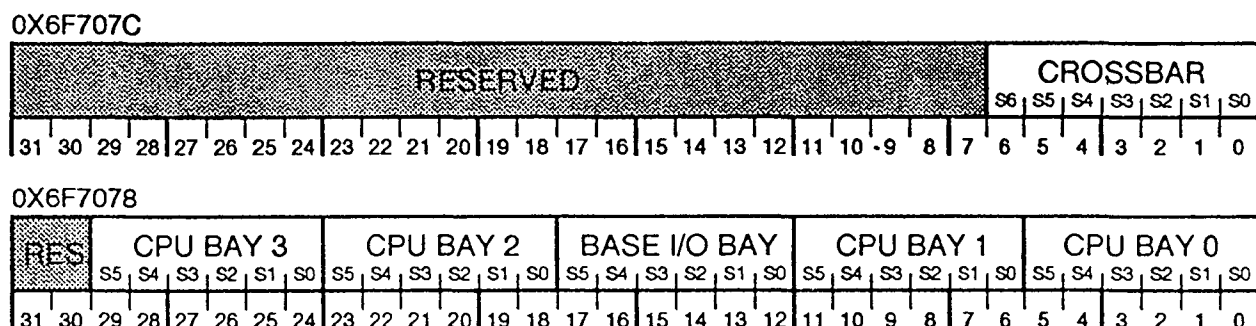 0X6F707C
RESERVED CROSSBAR
S6 S5 S4 S3 S2 S1 S0
31 30 29 28 27 26 25 24 23 22 21 20 19 18 17 16 15 14 13 12 11 10 9 8 7 6 5 4 3 2 1 0
0X6F7078
RES CPU BAY 3 CPU BAY 2 BASE I/O BAY CPU BAY 1 CPU BAY 0
S5 S4 S3 S2 S1 S0 S5 S4 S3 S2 S1 S0 S5 S4 S3 S2 S1 S0 S5 S4 S3 S2 S1 S0 S5 S4 S3 S2 S1 S0
31 30 29 28 27 26 25 24 23 22 21 20 19 18 17 16 15 14 13 12 11 10 9 8 7 6 5 4 3 2 1 0